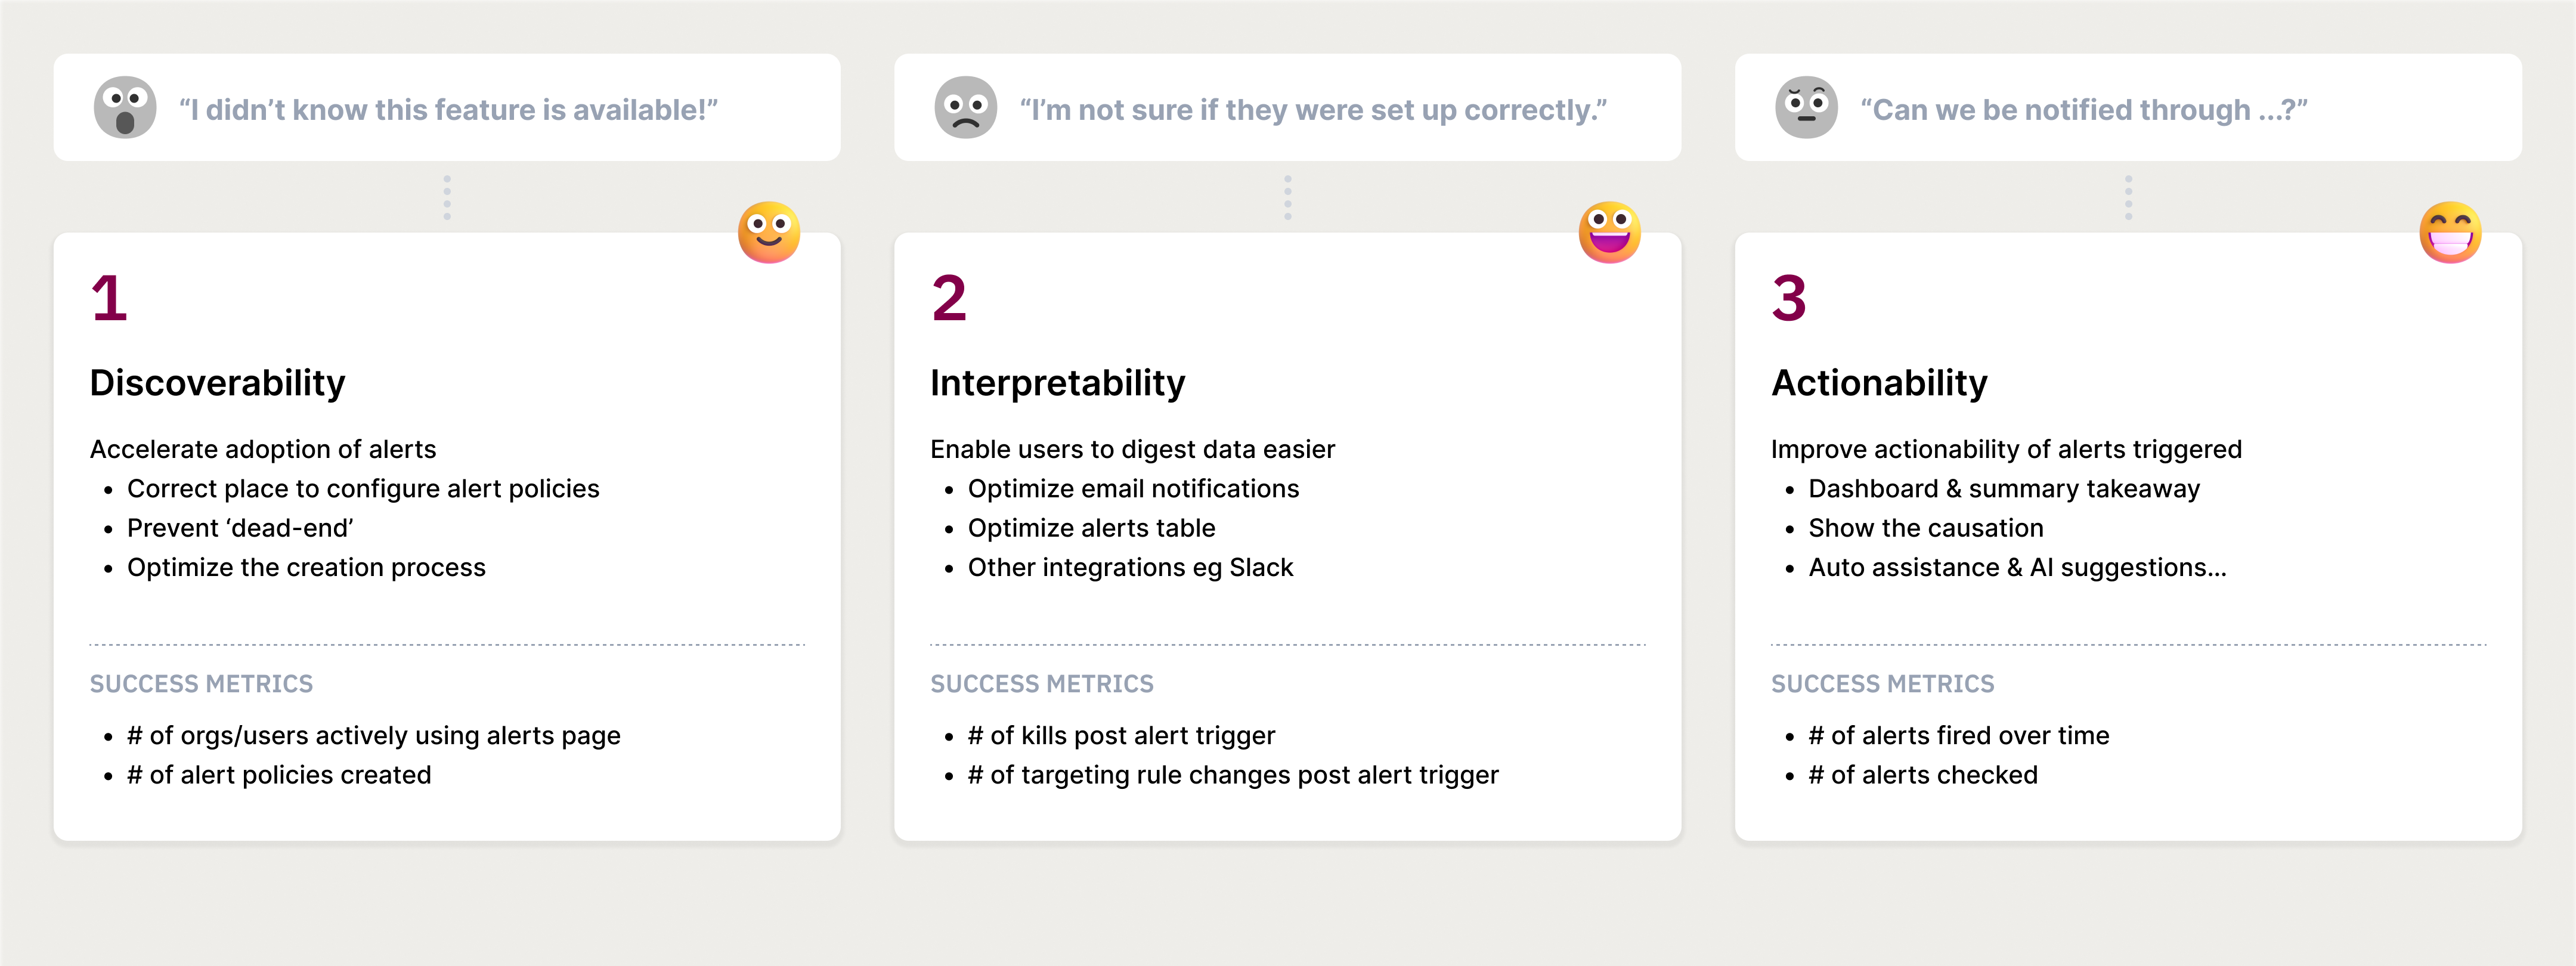 “I didn’t know this feature is available!”
“I’m not sure if they were set up correctly.”
“Can we be notified through ...?”
1
Discoverability
Accelerate adoption of alerts
• Correct place to configure alert policies
• Prevent ‘dead-end’
• Optimize the creation process
SUCCESS METRICS
• # of orgs/users actively using alerts page
• # of alert policies created
2
Interpretability
Enable users to digest data easier
• Optimize email notifications
• Optimize alerts table
• Other integrations eg Slack
SUCCESS METRICS
• # of kills post alert trigger
• # of targeting rule changes post alert trigger
3
Actionability
Improve actionability of alerts triggered
• Dashboard & summary takeaway
• Show the causation
• Auto assistance & AI suggestions...
SUCCESS METRICS
• # of alerts fired over time
• # of alerts checked